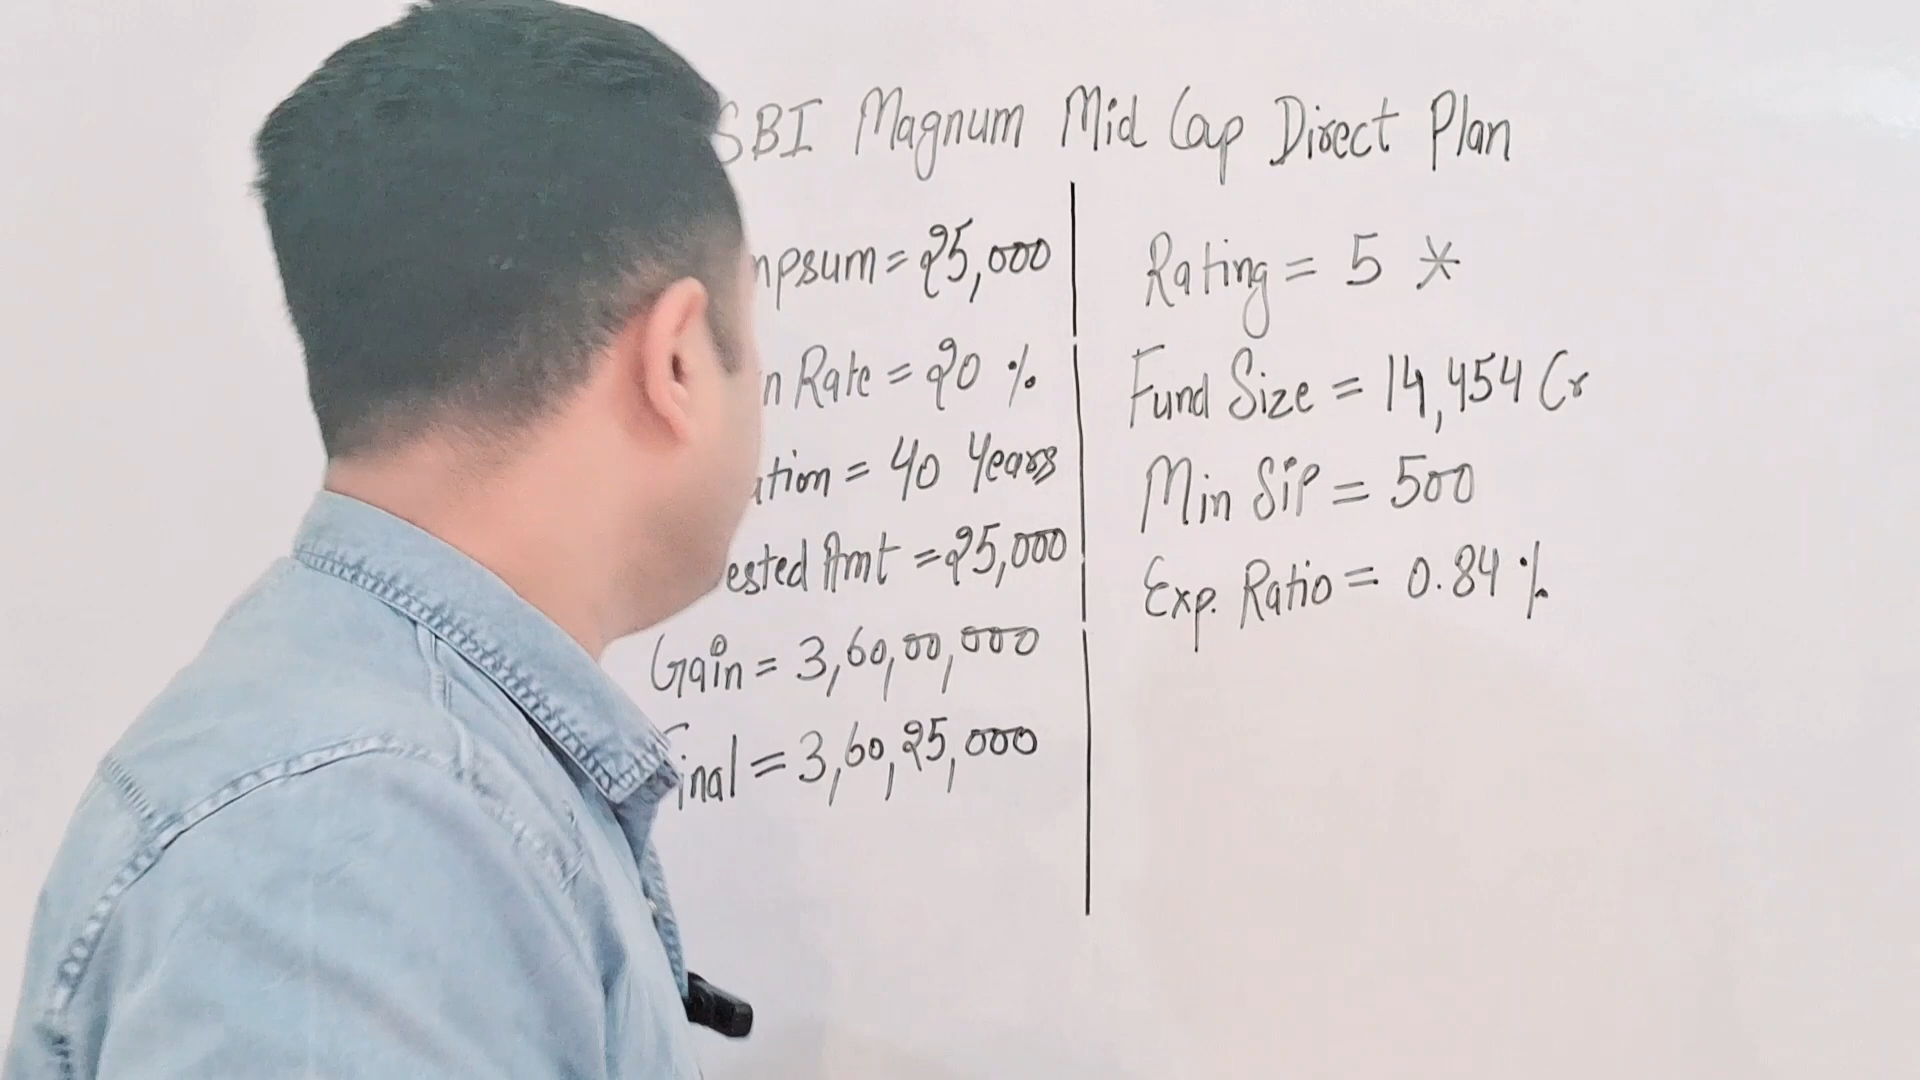 SBI Magnum Mid Cap Direct Plan
mpsum = 25,000
n Rate = 20 %
ation = 40 Years
ested Amt = 25,000
Gain = 3,60,00,000
Final = 3,60,25,000
Rating = 5 *
Fund Size = 14,454 Cr
Min SiP = 500
Exp. Ratio = 0.84 %